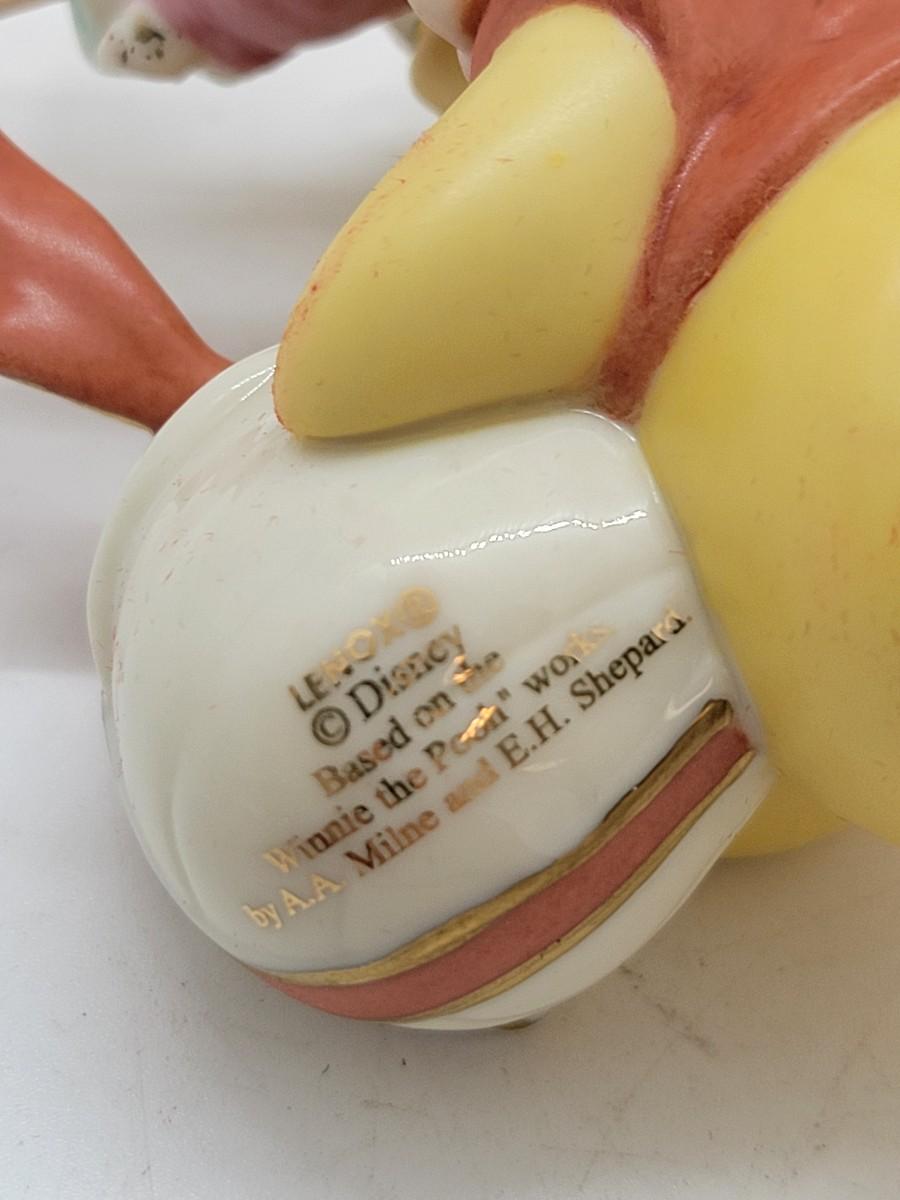 LENOX®
© Disney
Based on the
Winnie the Pooh" works
by A.A. Milne and E.H. Shepard.